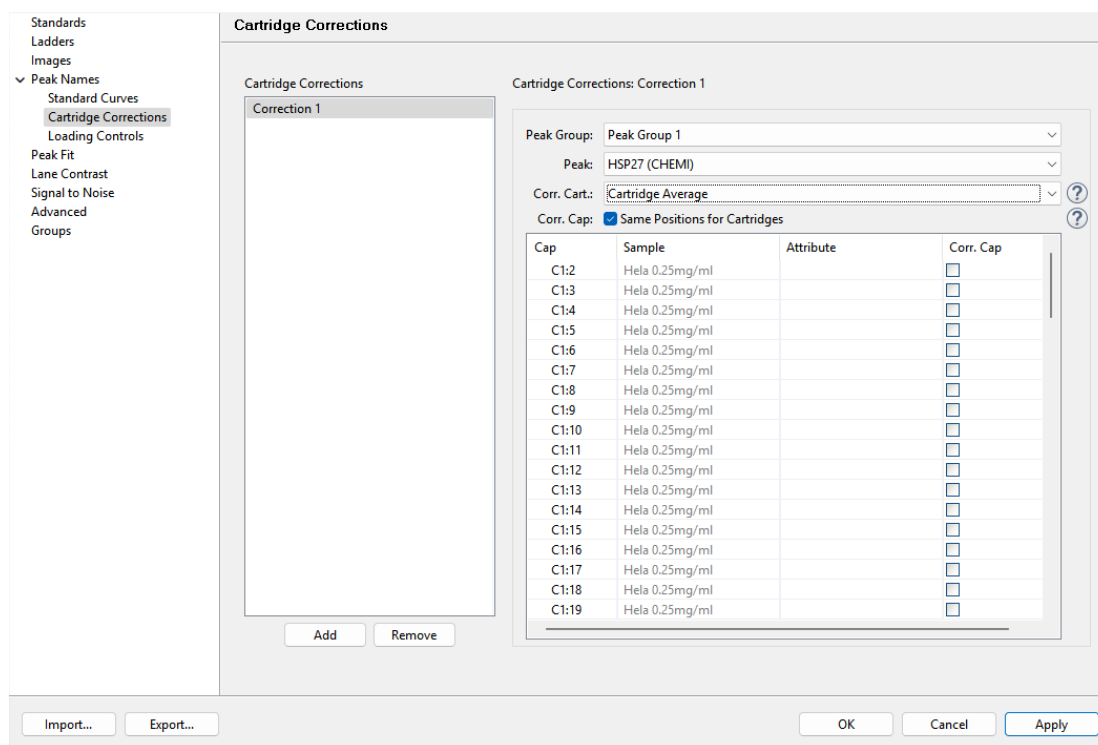 Standards
Ladders
Images
Peak Names
Standard Curves
Cartridge Corrections
Loading Controls
Peak Fit
Lane Contrast
Signal to Noise
Advanced
Groups
Cartridge Corrections
Cartridge Corrections
Correction 1
Add Remove
Cartridge Corrections: Correction 1
Peak Group: Peak Group 1
Peak: HSP27 (CHEMI)
Corr. Cart.: Cartridge Average ?
Corr. Cap: Same Positions for Cartridges ?
Cap Sample Attribute Corr. Cap
C1:2 Hela 0.25mg/ml
C1:3 Hela 0.25mg/ml
C1:4 Hela 0.25mg/ml
C1:5 Hela 0.25mg/ml
C1:6 Hela 0.25mg/ml
C1:7 Hela 0.25mg/ml
C1:8 Hela 0.25mg/ml
C1:9 Hela 0.25mg/ml
C1:10 Hela 0.25mg/ml
C1:11 Hela 0.25mg/ml
C1:12 Hela 0.25mg/ml
C1:13 Hela 0.25mg/ml
C1:14 Hela 0.25mg/ml
C1:15 Hela 0.25mg/ml
C1:16 Hela 0.25mg/ml
C1:17 Hela 0.25mg/ml
C1:18 Hela 0.25mg/ml
C1:19 Hela 0.25mg/ml
Import... Export... OK Cancel Apply